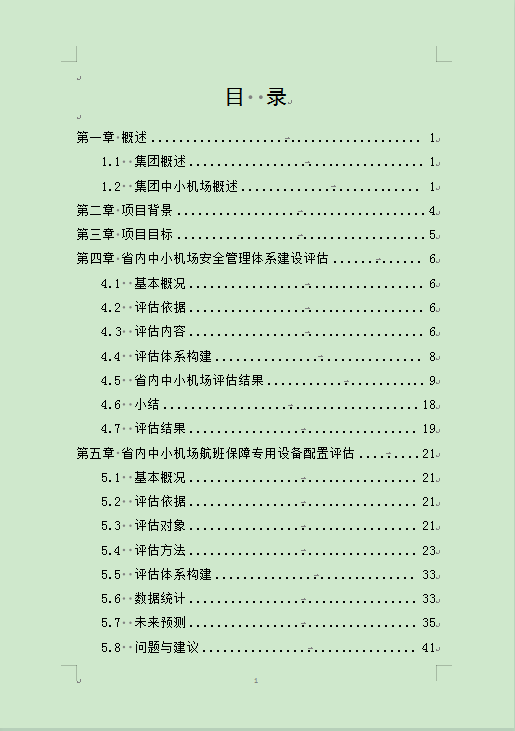 目 录
第一章 概述 1
1.1 集团概述 1
1.2 集团中小机场概述 1
第二章 项目背景 4
第三章 项目目标 5
第四章 省内中小机场安全管理体系建设评估 6
4.1 基本概况 6
4.2 评估依据 6
4.3 评估内容 6
4.4 评估体系构建 8
4.5 省内中小机场评估结果 9
4.6 小结 18
4.7 评估结果 19
第五章 省内中小机场航班保障专用设备配置评估 21
5.1 基本概况 21
5.2 评估依据 21
5.3 评估对象 21
5.4 评估方法 23
5.5 评估体系构建 33
5.6 数据统计 33
5.7 未来预测 35
5.8 问题与建议 41
1